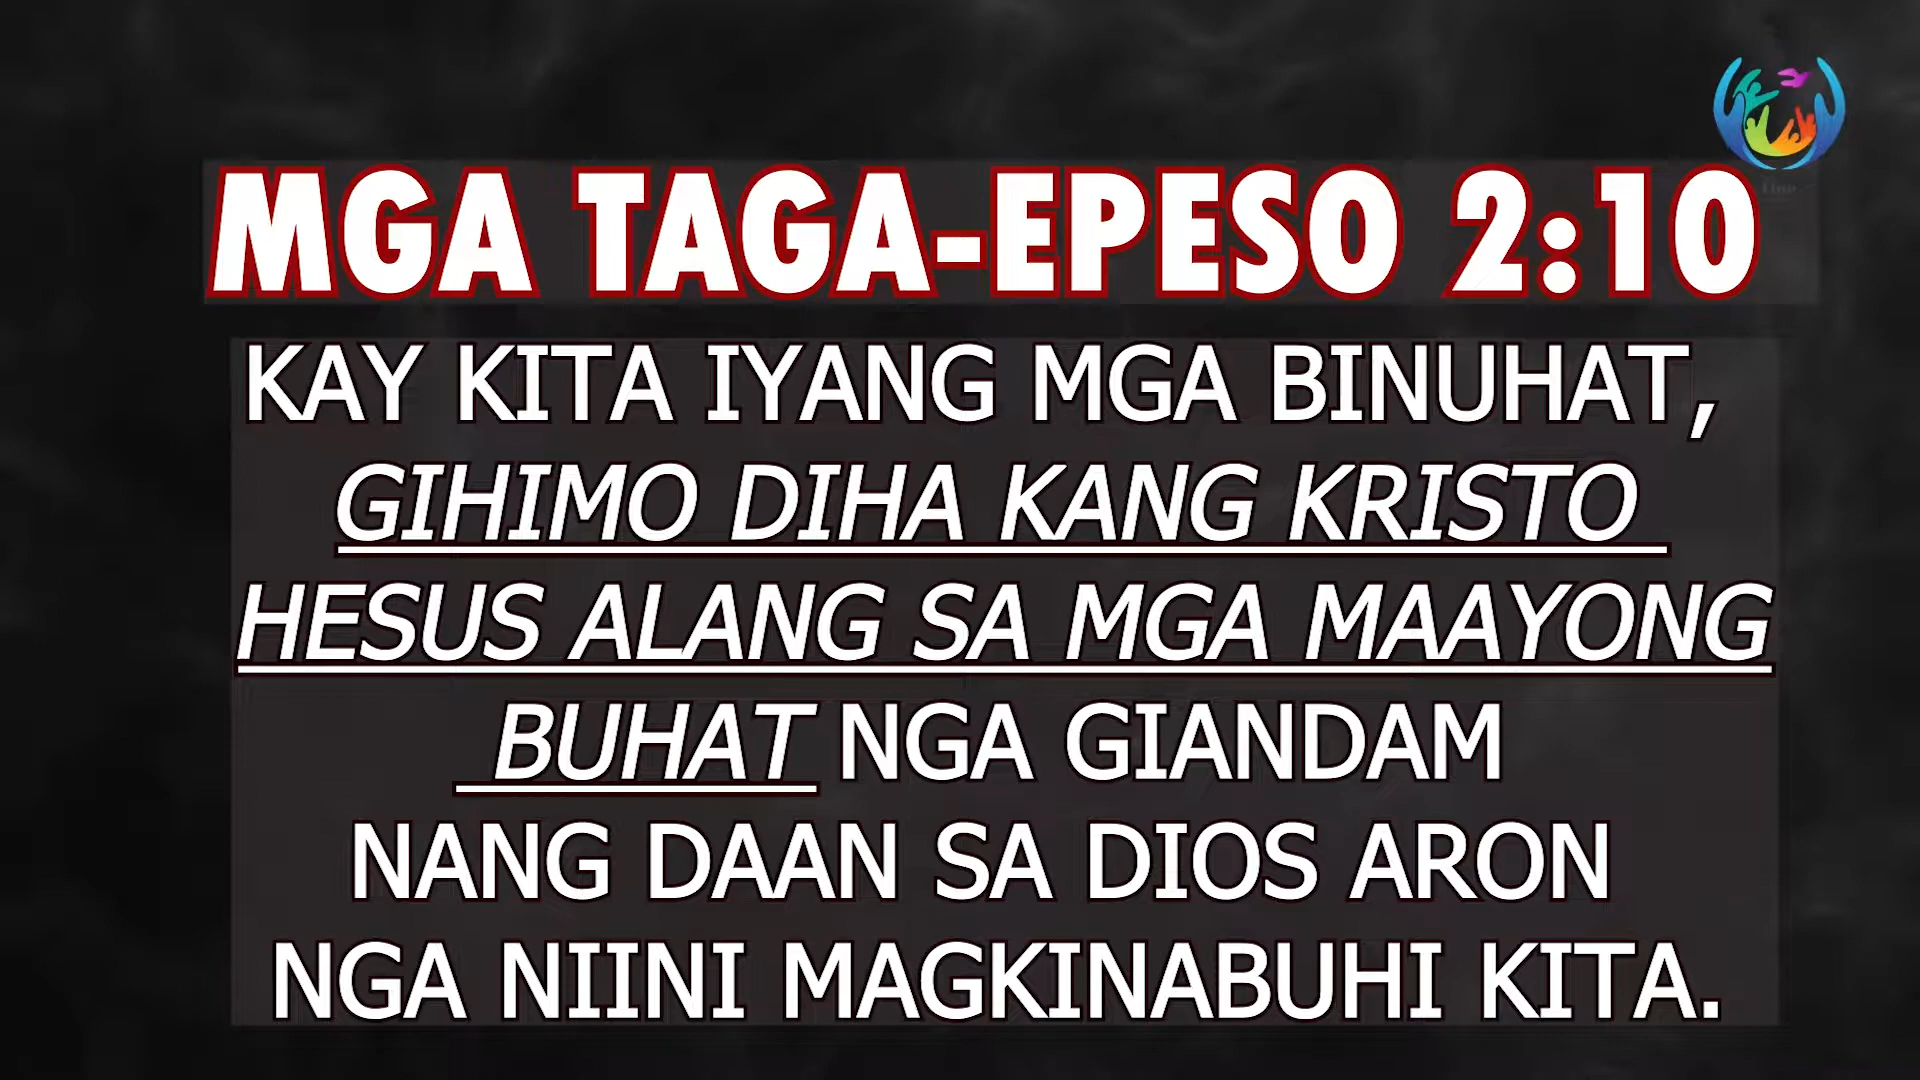 MGA TAGA-EPESO 2:10
KAY KITA IYANG MGA BINUHAT,
GIHIMO DIHA KANG KRISTO
HESUS ALANG SA MGA MAAYONG
BUHAT NGA GIANDAM
NANG DAAN SA DIOS ARON
NGA NIINI MAGKINABUHI KITA.